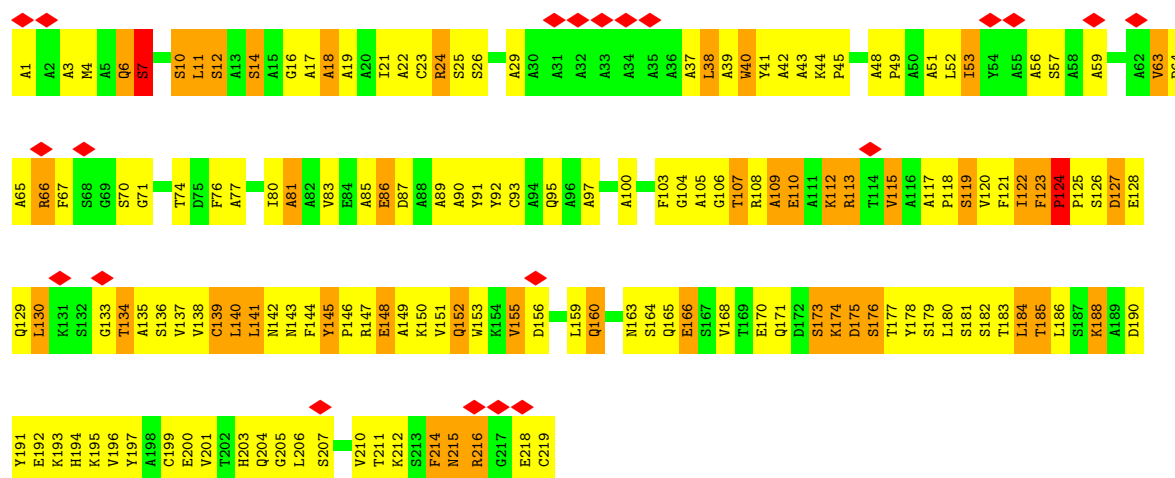 A1 A2 A3 M4 A5 Q6 S7 S10 L11 S12 A13 S14 A15 G16 A17 A18 A19 A20 I21 A22 C23 R24 S25 S26 A29 A30 A31 A32 A33 A34 A35 A36 A37 L38 A39 W40 Y41 A42 A43 K44 P45 A48 P49 A50 A51 L52 I53 Y54 A55 A56 S57 A58 A59 A62 V63
A65 R66 F67 S68 G69 S70 G71 T74 D75 F76 A77 I80 A81 A82 V83 E84 A85 E86 D87 A88 A89 A90 Y91 Y92 C93 A94 Q95 A96 A97 A100 F103 G104 A105 G106 T107 R108 A109 E110 A111 K112 R113 T114 V115 A116 A117 P118 S119 V120 F121 I122 F123 P124 P125 S126 D127 E128
Q129 L130 K131 S132 G133 T134 A135 S136 V137 V138 C139 L140 L141 N142 N143 F144 Y145 P146 R147 E148 A149 K150 V151 Q152 W153 K154 V155 D156 L159 Q160 N163 S164 Q165 E166 S167 V168 T169 E170 Q171 D172 S173 K174 D175 S176 T177 Y178 S179 L180 S181 S182 T183 L184 T185 L186 S187 K188 A189 D190
Y191 E192 K193 H194 K195 V196 Y197 A198 C199 E200 V201 T202 H203 Q204 G205 L206 S207 V210 T211 K212 S213 F214 N215 R216 G217 E218 C219